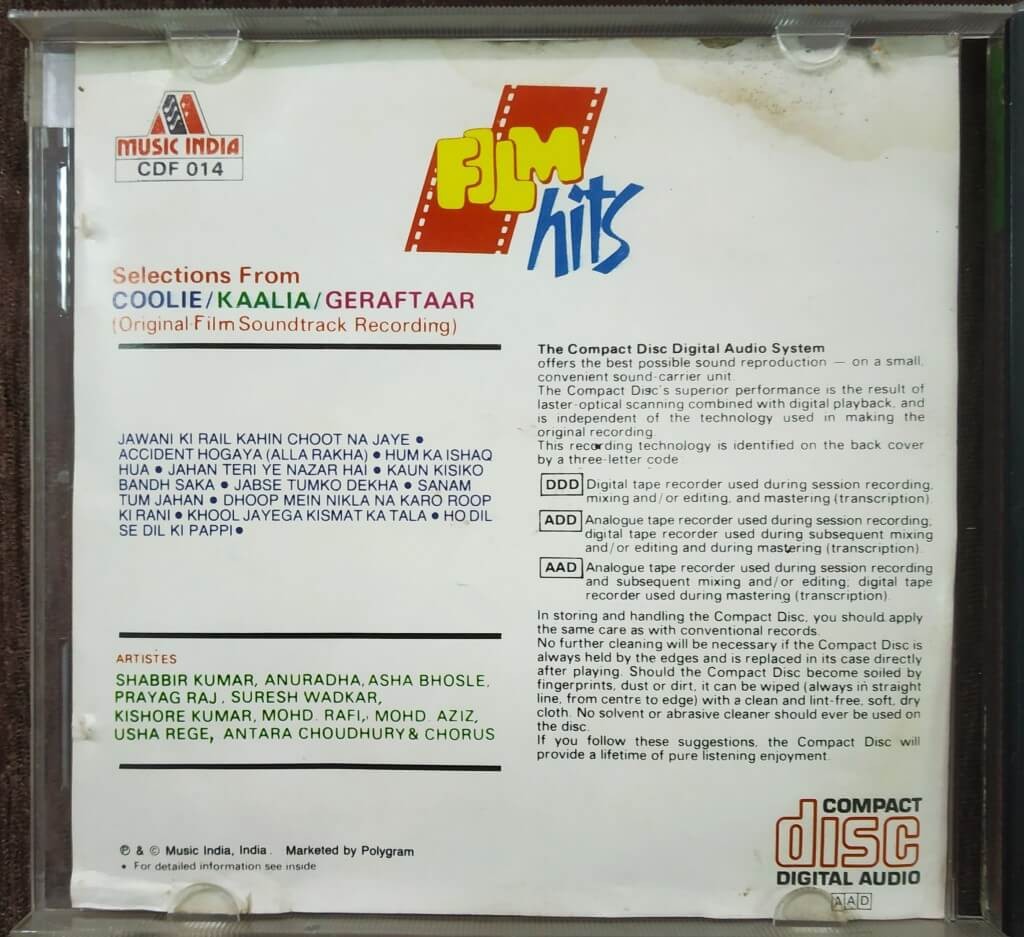 MUSIC INDIA
CDF 014
FILM
hits
Selections From
COOLIE/KAALIA/GERAFTAAR
(Original Film Soundtrack Recording)
JAWANI KI RAIL KAHIN CHOOT NA JAYE •
ACCIDENT HOGAYA (ALLA RAKHA) • HUM KA ISHAQ
HUA • JAHAN TERI YE NAZAR HAI • KAUN KISIKO
BANDH SAKA • JABSE TUMKO DEKHA • SANAM
TUM JAHAN • DHOOP MEIN NIKLA NA KARO ROOP
KI RANI • KHOOL JAYEGA KISMAT KA TALA • HO DIL
SE DIL KI PAPPI •
ARTISTES
SHABBIR KUMAR, ANURADHA, ASHA BHOSLE,
PRAYAG RAJ, SURESH WADKAR,
KISHORE KUMAR, MOHD. RAFI, MOHD. AZIZ,
USHA REGE, ANTARA CHOUDHURY & CHORUS
℗ & © Music India, India. Marketed by Polygram
• For detailed information see inside
The Compact Disc Digital Audio System
offers the best possible sound reproduction — on a small,
convenient sound-carrier unit.
The Compact Disc's superior performance is the result of
laster-optical scanning combined with digital playback, and
is independent of the technology used in making the
original recording.
This recording technology is identified on the back cover
by a three-letter code
DDD Digital tape recorder used during session recording,
mixing and/or editing, and mastering (transcription).
ADD Analogue tape recorder used during session recording,
digital tape recorder used during subsequent mixing
and/or editing and during mastering (transcription).
AAD Analogue tape recorder used during session recording
and subsequent mixing and/or editing; digital tape
recorder used during mastering (transcription).
In storing and handling the Compact Disc, you should apply
the same care as with conventional records.
No further cleaning will be necessary if the Compact Disc is
always held by the edges and is replaced in its case directly
after playing. Should the Compact Disc become soiled by
fingerprints, dust or dirt, it can be wiped (always in straight
line, from centre to edge) with a clean and lint-free, soft, dry
cloth. No solvent or abrasive cleaner should ever be used on
the disc.
If you follow these suggestions, the Compact Disc will
provide a lifetime of pure listening enjoyment.
COMPACT
disc
DIGITAL AUDIO
AAD